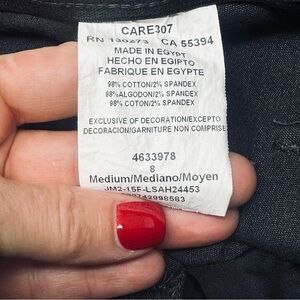 CARE307
RN 130273 CA 55394
MADE IN EGYPT
HECHO EN EGIPTO
FABRIQUE EN EGYPTE
98% COTTON/2% SPANDEX
98%ALGODON/2% SPANDEX
98% COTON/2% SPANDEX
EXCLUSIVE OF DECORATION/EXCEPTO
DECORACION/GARNITURE NON COMPRISE
4633978
8
Medium/Mediano/Moyen
JM2-15F-LSAH24453